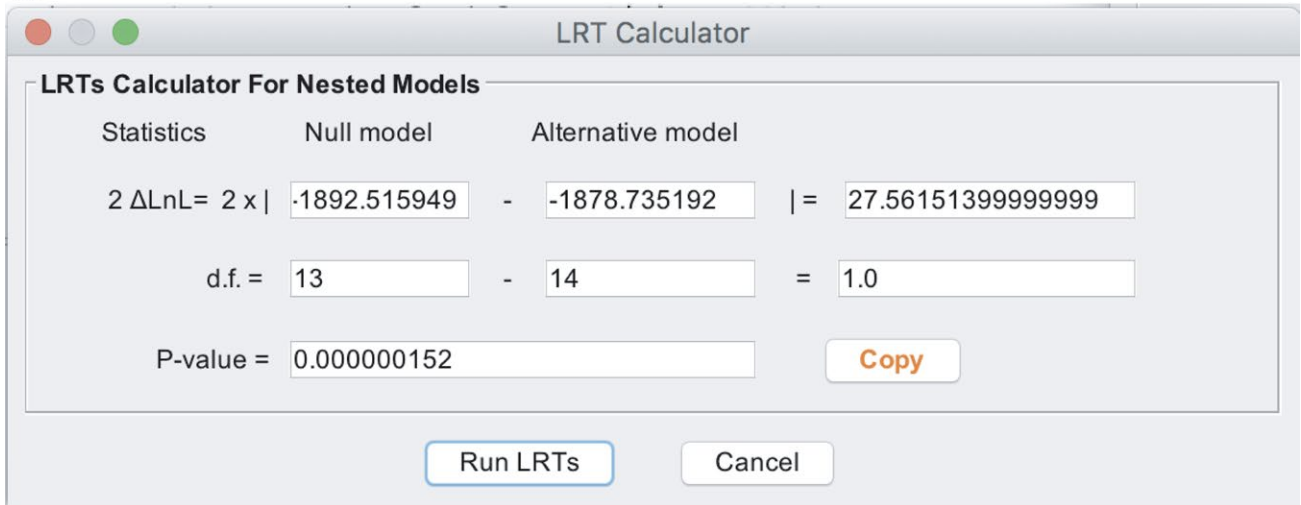 LRT Calculator
LRTs Calculator For Nested Models
Statistics Null model Alternative model
2 ΔLnL= 2 x | -1892.515949 - -1878.735192 | = 27.56151399999999
d.f. = 13 - 14 = 1.0
P-value = 0.000000152 Copy
Run LRTs Cancel